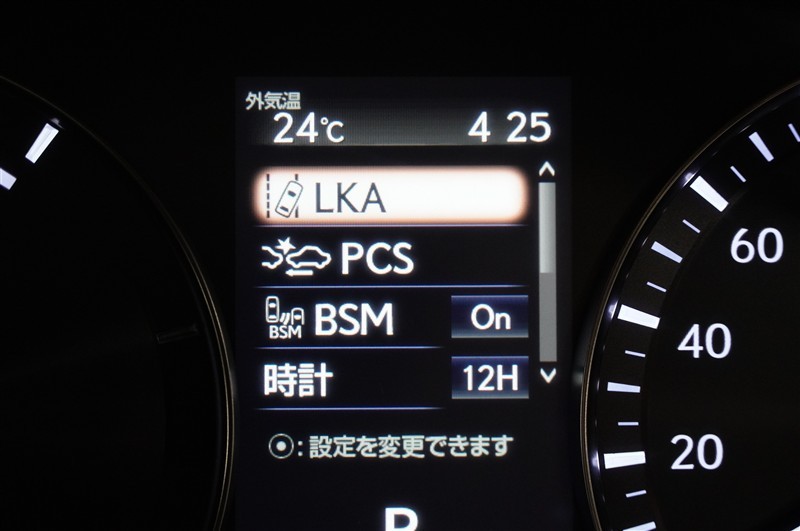 外気温
24℃ 4 25
LKA
PCS
BSM BSM On
時計 12H
⦿:設定を変更できます
P
60
40
20